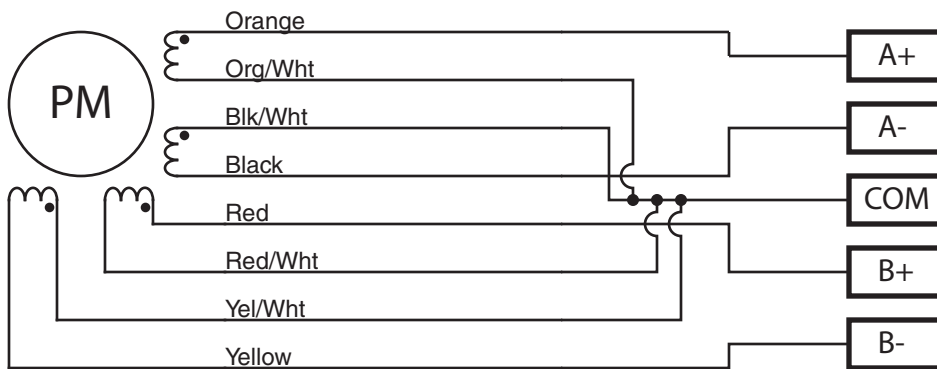 Orange
A+
Org/Wht
PM
Blk/Wht
A-
Black
COM
Red
Red/Wht
B+
Yel/Wht
B-
Yellow